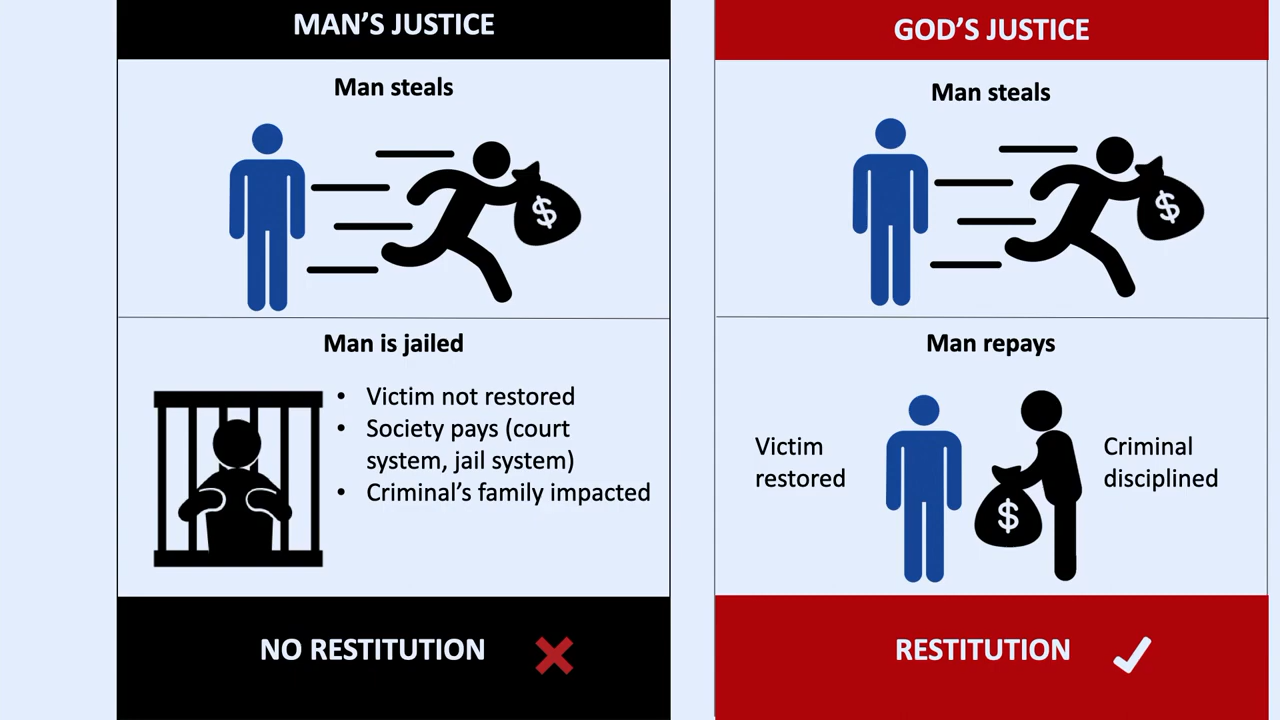 MAN’S JUSTICE
Man steals
$
Man is jailed
• Victim not restored
• Society pays (court
system, jail system)
• Criminal’s family impacted
NO RESTITUTION
GOD’S JUSTICE
Man steals
$
Man repays
Victim
restored
$
Criminal
disciplined
RESTITUTION